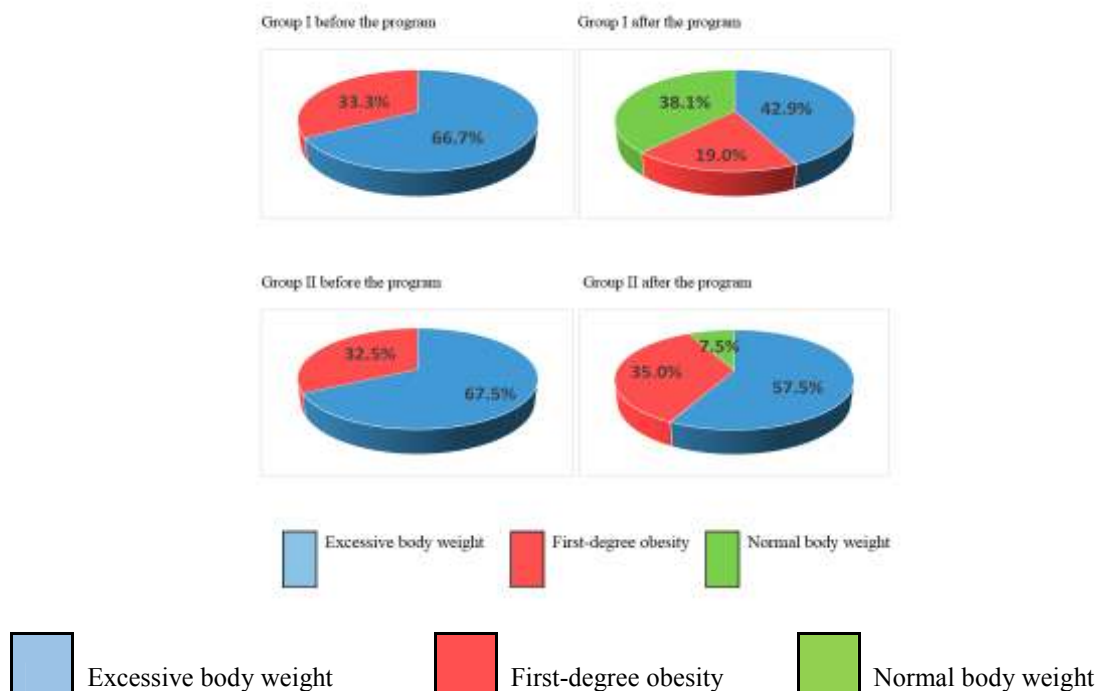 Group I before the program
Group I after the program
33.3%
66.7%
38.1%
42.9%
19.0%
Group II before the program
Group II after the program
32.5%
67.5%
7.5%
35.0%
57.5%
Excessive body weight
First-degree obesity
Normal body weight
Excessive body weight
First-degree obesity
Normal body weight